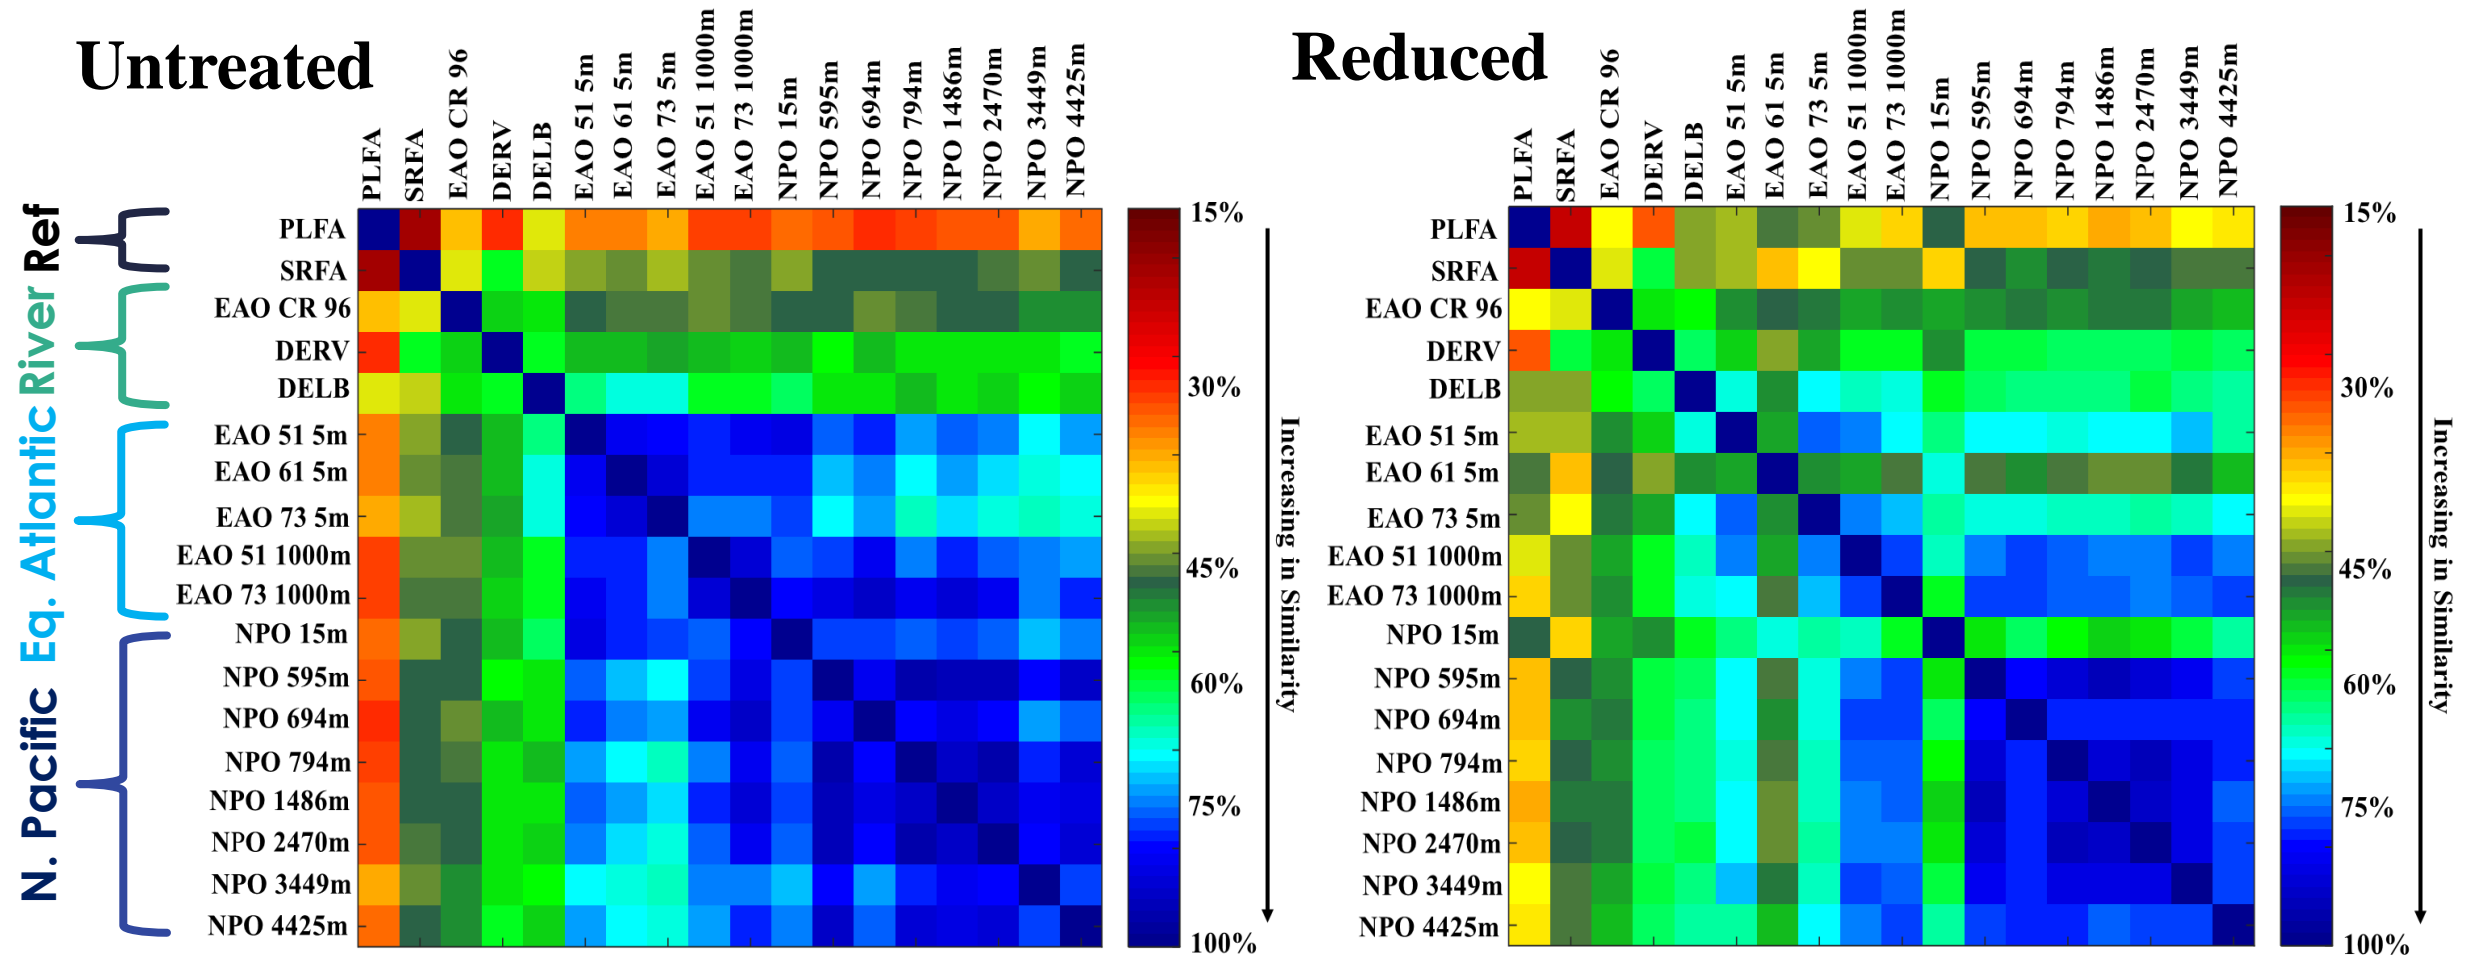 Untreated
PLFA
SRFA
EAO CR 96
DERV
DELB
EAO 51 5m
EAO 61 5m
EAO 73 5m
EAO 51 1000m
EAO 73 1000m
NPO 15m
NPO 595m
NPO 694m
NPO 794m
NPO 1486m
NPO 2470m
NPO 3449m
NPO 4425m
Ref
River
Eq. Atlantic
N. Pacific
PLFA
SRFA
EAO CR 96
DERV
DELB
EAO 51 5m
EAO 61 5m
EAO 73 5m
EAO 51 1000m
EAO 73 1000m
NPO 15m
NPO 595m
NPO 694m
NPO 794m
NPO 1486m
NPO 2470m
NPO 3449m
NPO 4425m
15%
30%
45%
60%
75%
100%
Increasing in Similarity
Reduced
PLFA
SRFA
EAO CR 96
DERV
DELB
EAO 51 5m
EAO 61 5m
EAO 73 5m
EAO 51 1000m
EAO 73 1000m
NPO 15m
NPO 595m
NPO 694m
NPO 794m
NPO 1486m
NPO 2470m
NPO 3449m
NPO 4425m
PLFA
SRFA
EAO CR 96
DERV
DELB
EAO 51 5m
EAO 61 5m
EAO 73 5m
EAO 51 1000m
EAO 73 1000m
NPO 15m
NPO 595m
NPO 694m
NPO 794m
NPO 1486m
NPO 2470m
NPO 3449m
NPO 4425m
15%
30%
45%
60%
75%
100%
Increasing in Similarity